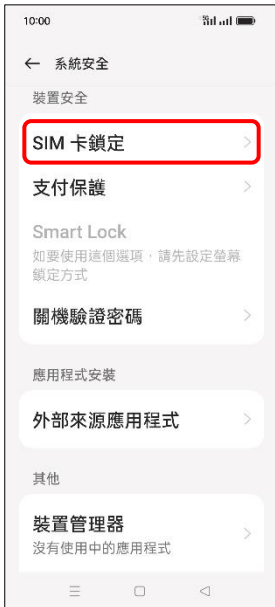 10:00
系統安全
裝置安全
SIM 卡鎖定
支付保護
Smart Lock
如要使用這個選項，請先設定螢幕
鎖定方式
關機驗證密碼
應用程式安裝
外部來源應用程式
其他
裝置管理器
沒有使用中的應用程式